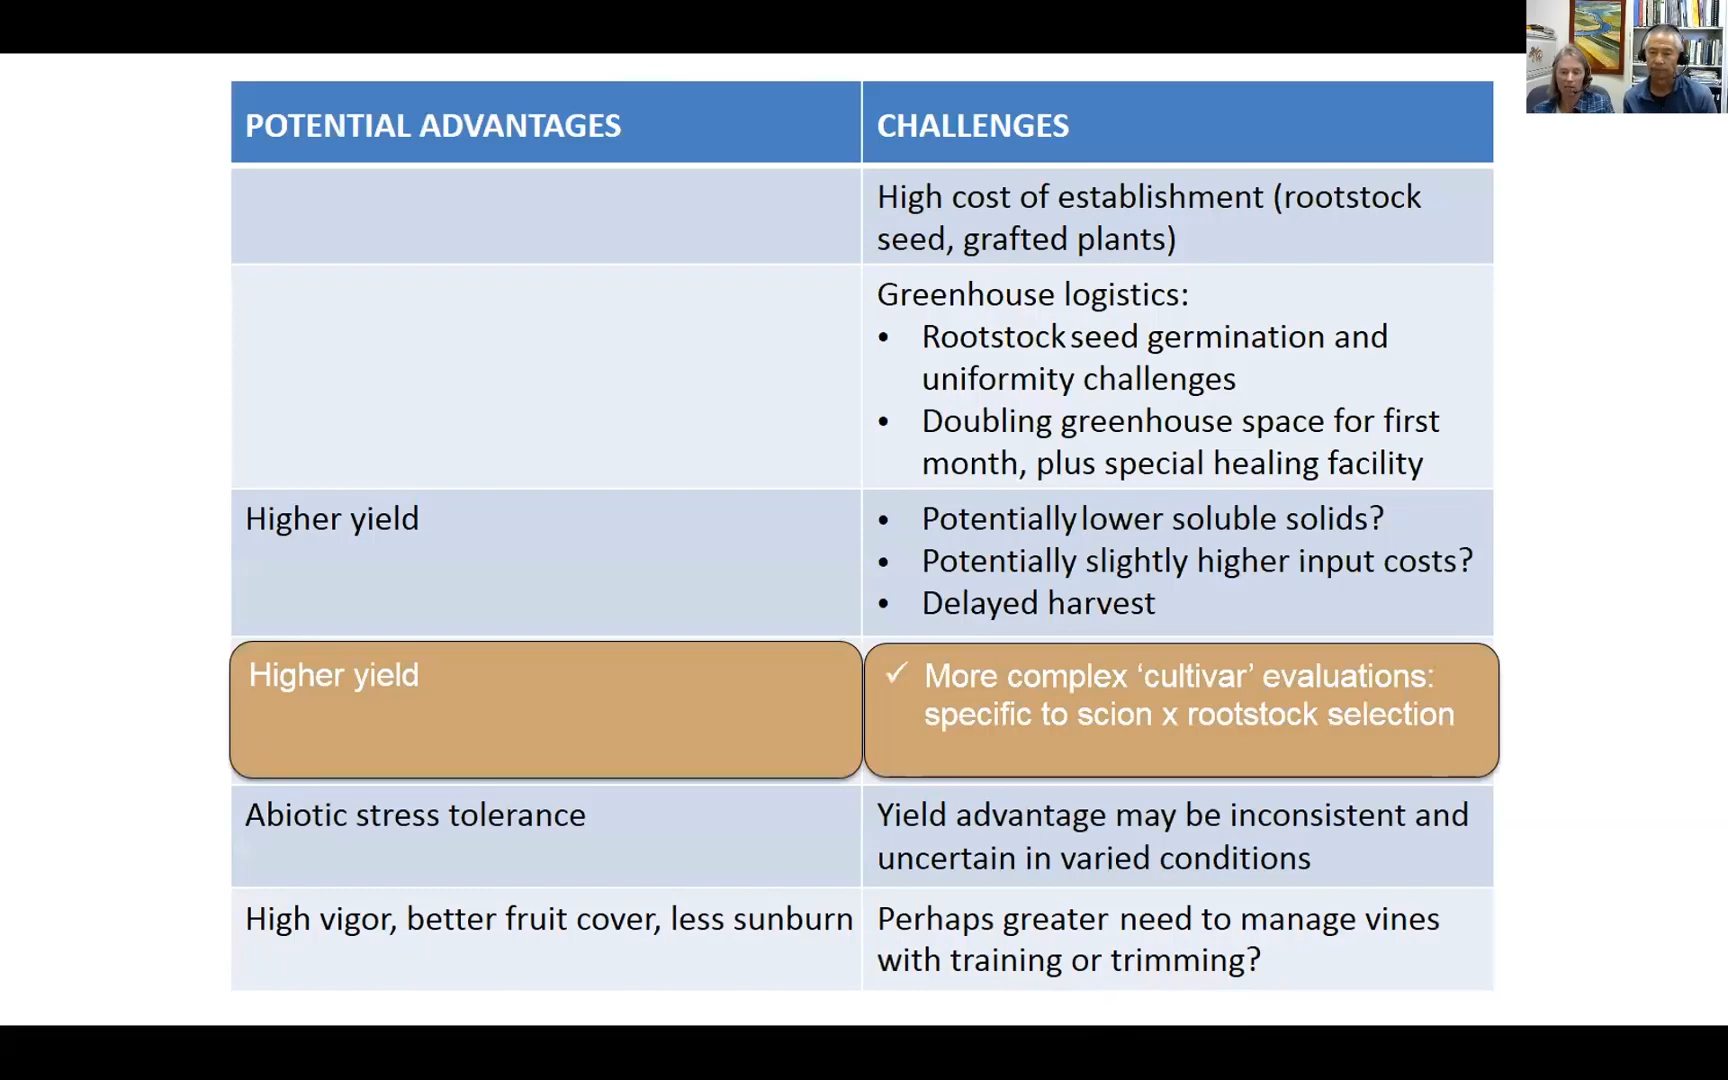 POTENTIAL ADVANTAGES
CHALLENGES
High cost of establishment (rootstock
seed, grafted plants)
Greenhouse logistics:
• Rootstock seed germination and
uniformity challenges
• Doubling greenhouse space for first
month, plus special healing facility
Higher yield
• Potentially lower soluble solids?
• Potentially slightly higher input costs?
• Delayed harvest
Higher yield
✓ More complex ‘cultivar’ evaluations:
specific to scion x rootstock selection
Abiotic stress tolerance
Yield advantage may be inconsistent and
uncertain in varied conditions
High vigor, better fruit cover, less sunburn
Perhaps greater need to manage vines
with training or trimming?